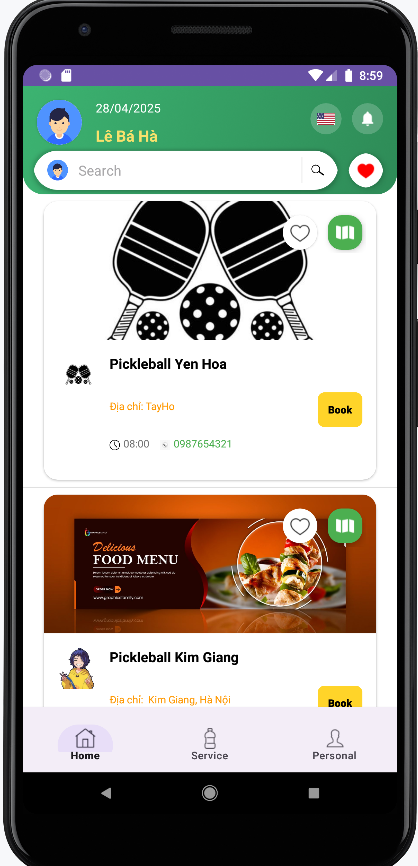 8:59
28/04/2025
Lê Bá Hà
Search
Pickleball Yen Hoa
Địa chỉ: TayHo
Book
08:00 0987654321
Delicious
FOOD MENU
Pickleball Kim Giang
Địa chỉ: Kim Giang, Hà Nội
Book
Home Service Personal